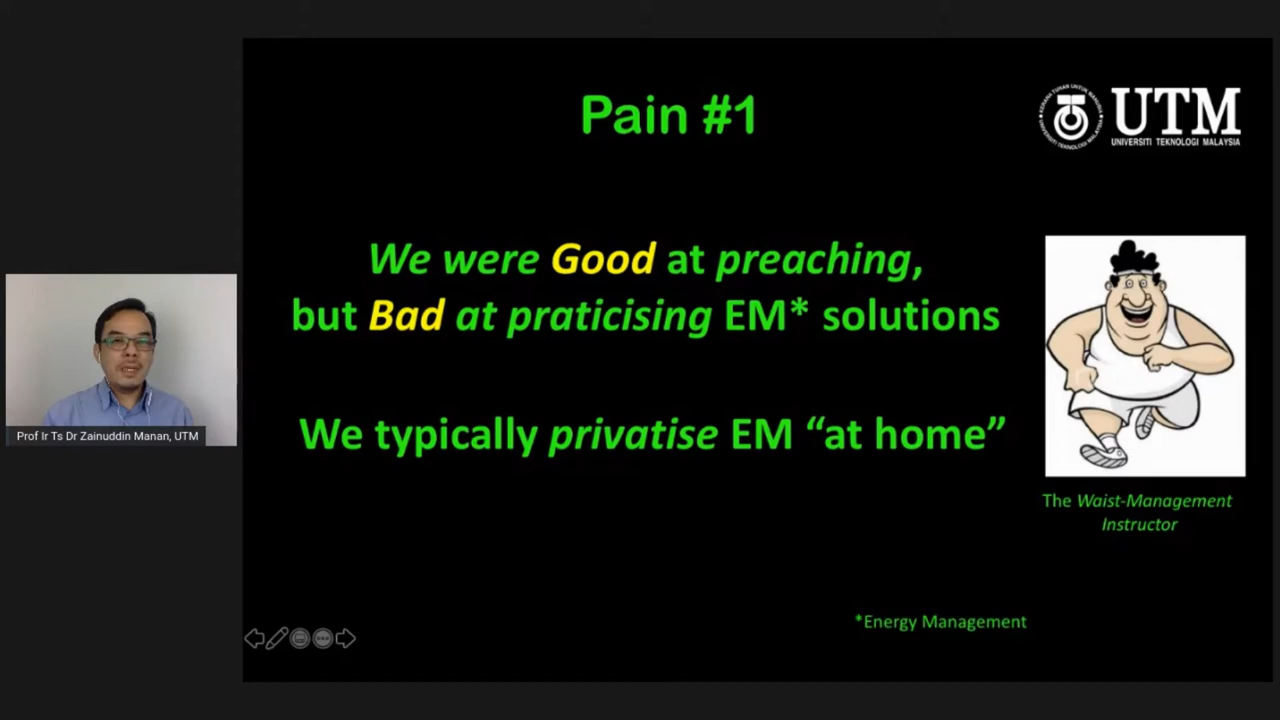 Pain #1
UTM
UNIVERSITI TEKNOLOGI MALAYSIA
We were Good at preaching,
but Bad at praticising EM* solutions
We typically privatise EM “at home”
The Waist-Management
Instructor
*Energy Management
Prof Ir Ts Dr Zainuddin Manan, UTM